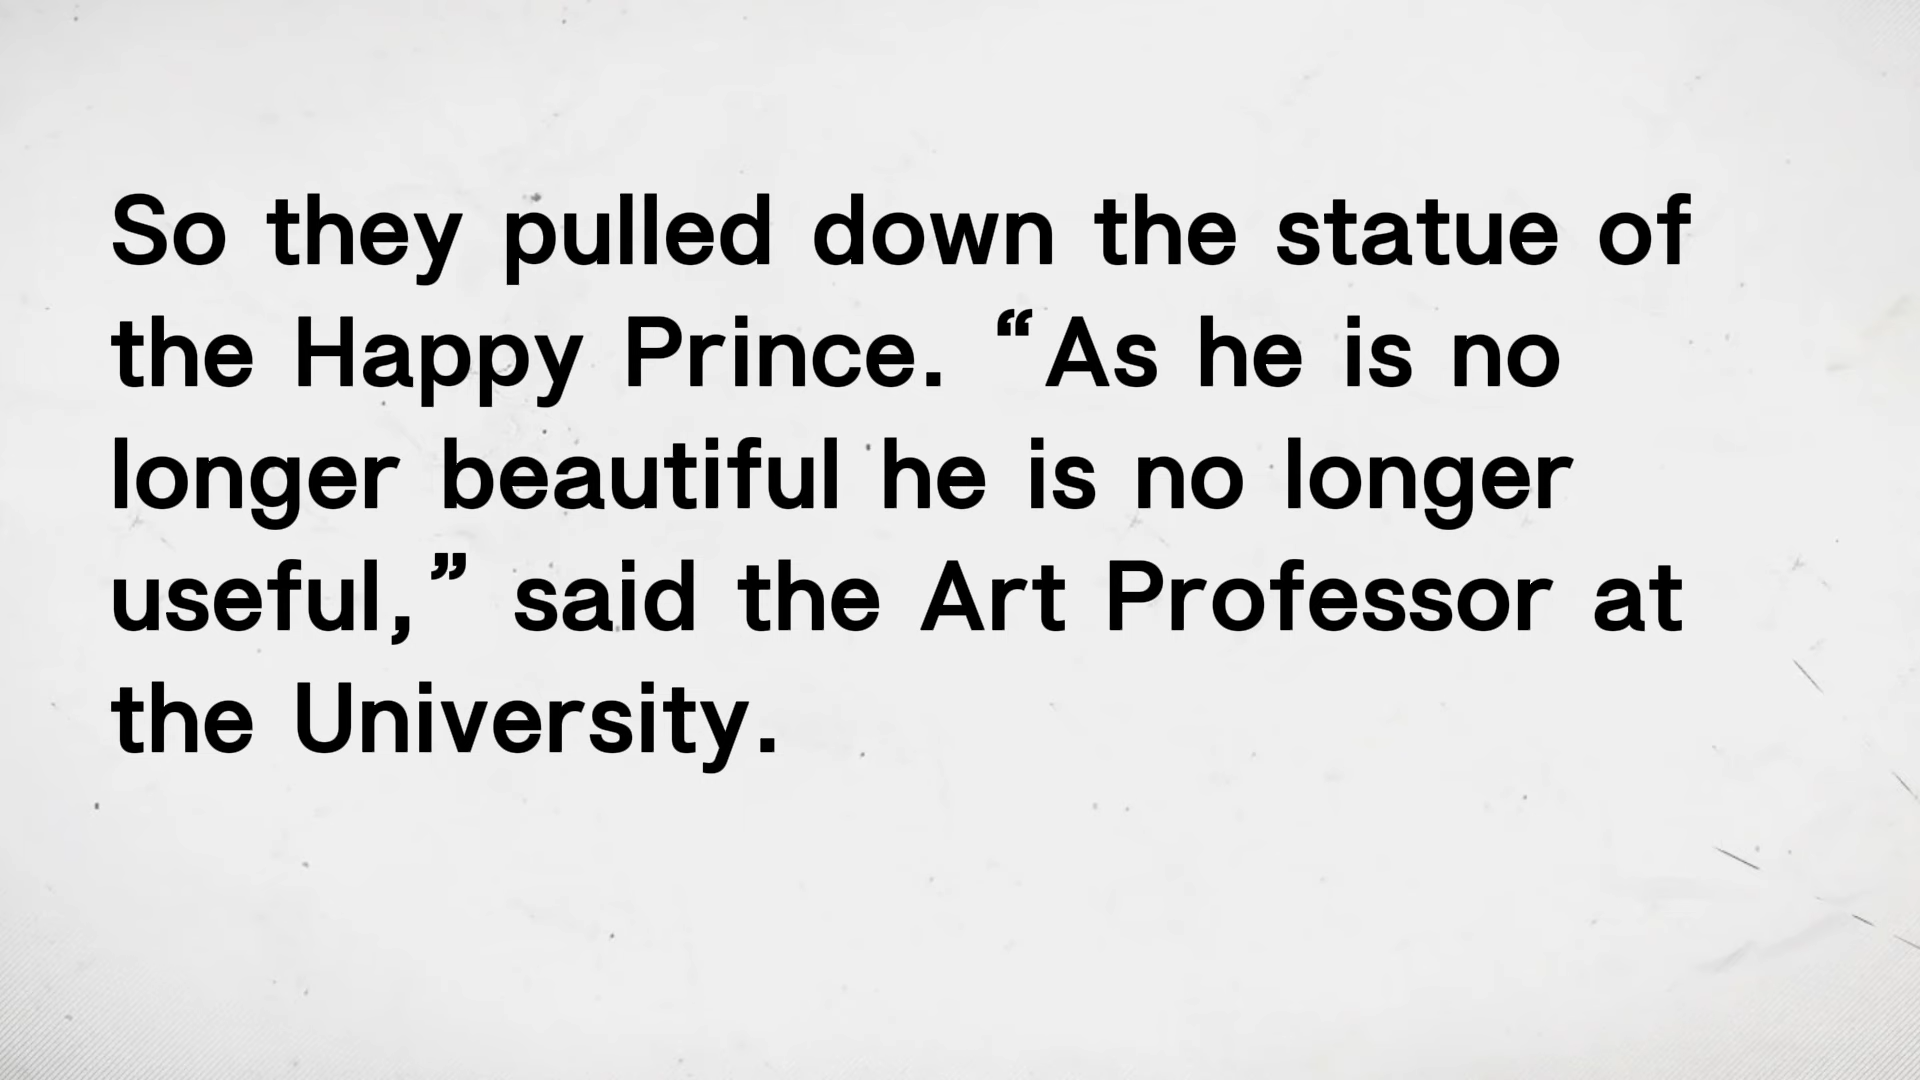 So they pulled down the statue of
the Happy Prince. “As he is no
longer beautiful he is no longer
useful,” said the Art Professor at
the University.